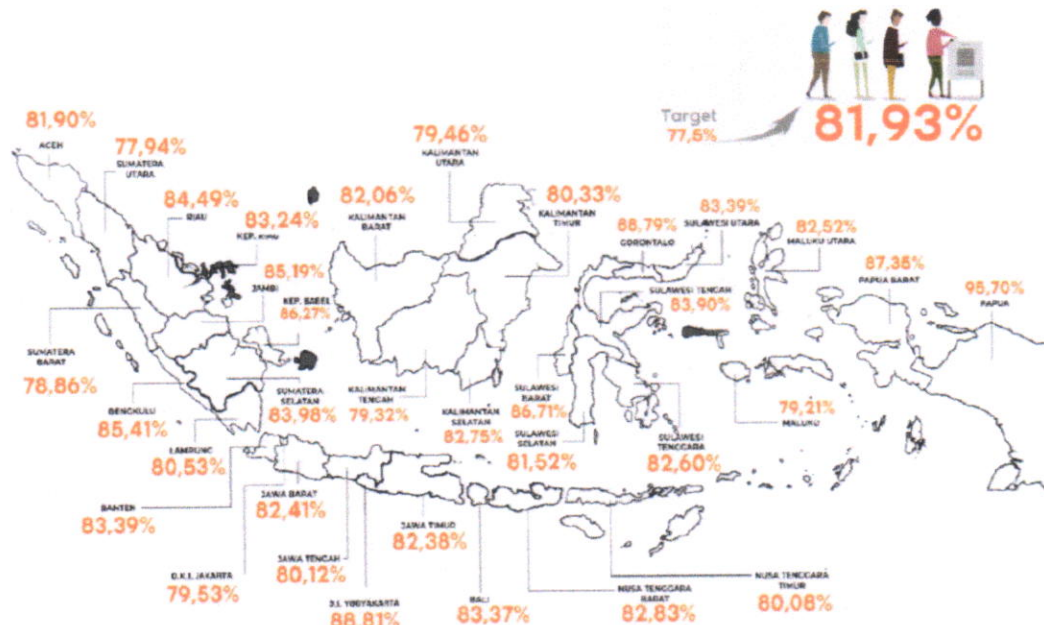 Target
77,5%
81,93%
81,90%
ACEH
77,94%
SUMATERA
UTARA
84,49%
RIAU
83,24%
KEP. RIAU
85,19%
JAMBI
KEP. BABEL
86,27%
SUMATERA
BARAT
78,86%
BENGKULU
85,41%
SUMATERA
SELATAN
83,98%
LAMPUNG
80,53%
BANTEN
83,39%
D.K.I. JAKARTA
79,53%
JAWA BARAT
82,41%
JAWA TENGAH
80,12%
D.I. YOGYAKARTA
88,81%
JAWA TIMUR
82,38%
BALI
83,37%
NUSA TENGGARA
BARAT
82,83%
NUSA TENGGARA
TIMUR
80,08%
82,06%
KALIMANTAN
BARAT
79,46%
KALIMANTAN
UTARA
80,33%
KALIMANTAN
TIMUR
KALIMANTAN
TENGAH
79,32%
KALIMANTAN
SELATAN
82,75%
88,79%
GORONTALO
83,39%
SULAWESI UTARA
SULAWESI TENGAH
83,90%
SULAWESI
BARAT
86,71%
SULAWESI
SELATAN
81,52%
SULAWESI
TENGGARA
82,60%
82,52%
MALUKU UTARA
79,21%
MALUKU
87,35%
PAPUA BARAT
95,70%
PAPUA